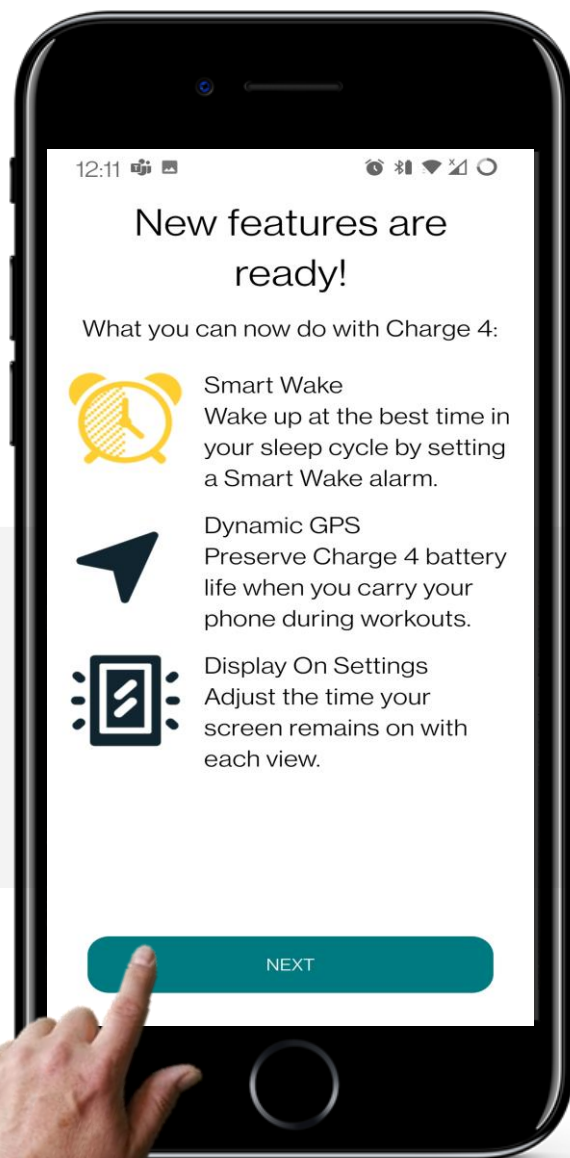 12:11
New features are
ready!
What you can now do with Charge 4:
Smart Wake
Wake up at the best time in
your sleep cycle by setting
a Smart Wake alarm.
Dynamic GPS
Preserve Charge 4 battery
life when you carry your
phone during workouts.
Display On Settings
Adjust the time your
screen remains on with
each view.
NEXT